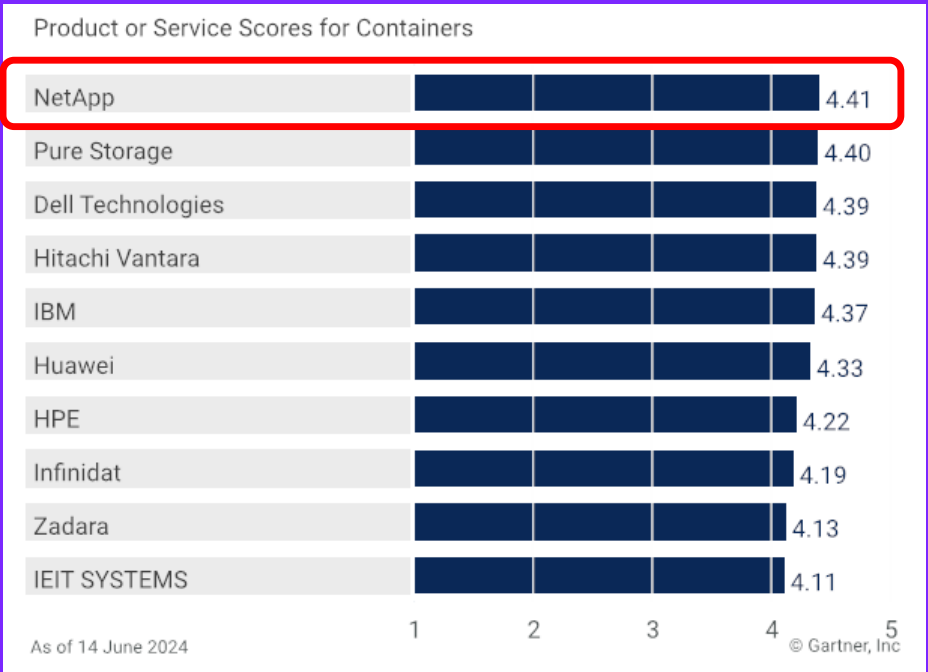 Product or Service Scores for Containers
NetApp 4.41
Pure Storage 4.40
Dell Technologies 4.39
Hitachi Vantara 4.39
IBM 4.37
Huawei 4.33
HPE 4.22
Infinidat 4.19
Zadara 4.13
IEIT SYSTEMS 4.11
1 2 3 4 5
As of 14 June 2024 © Gartner, Inc